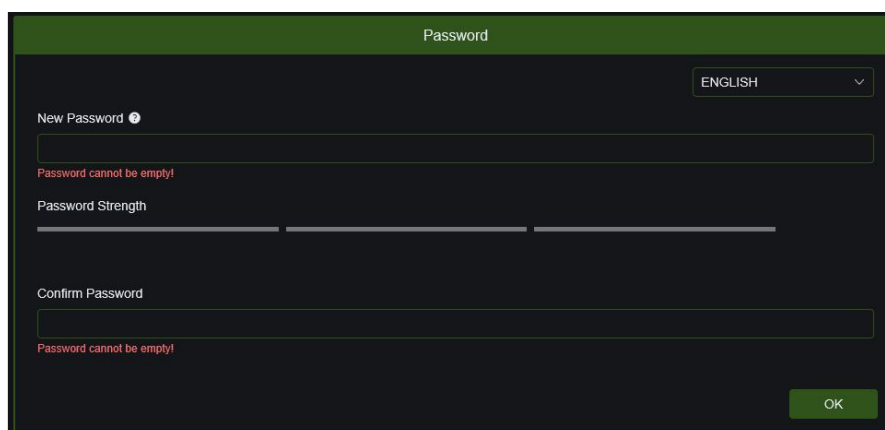 Password
ENGLISH
New Password
Password cannot be empty!
Password Strength
Confirm Password
Password cannot be empty!
OK